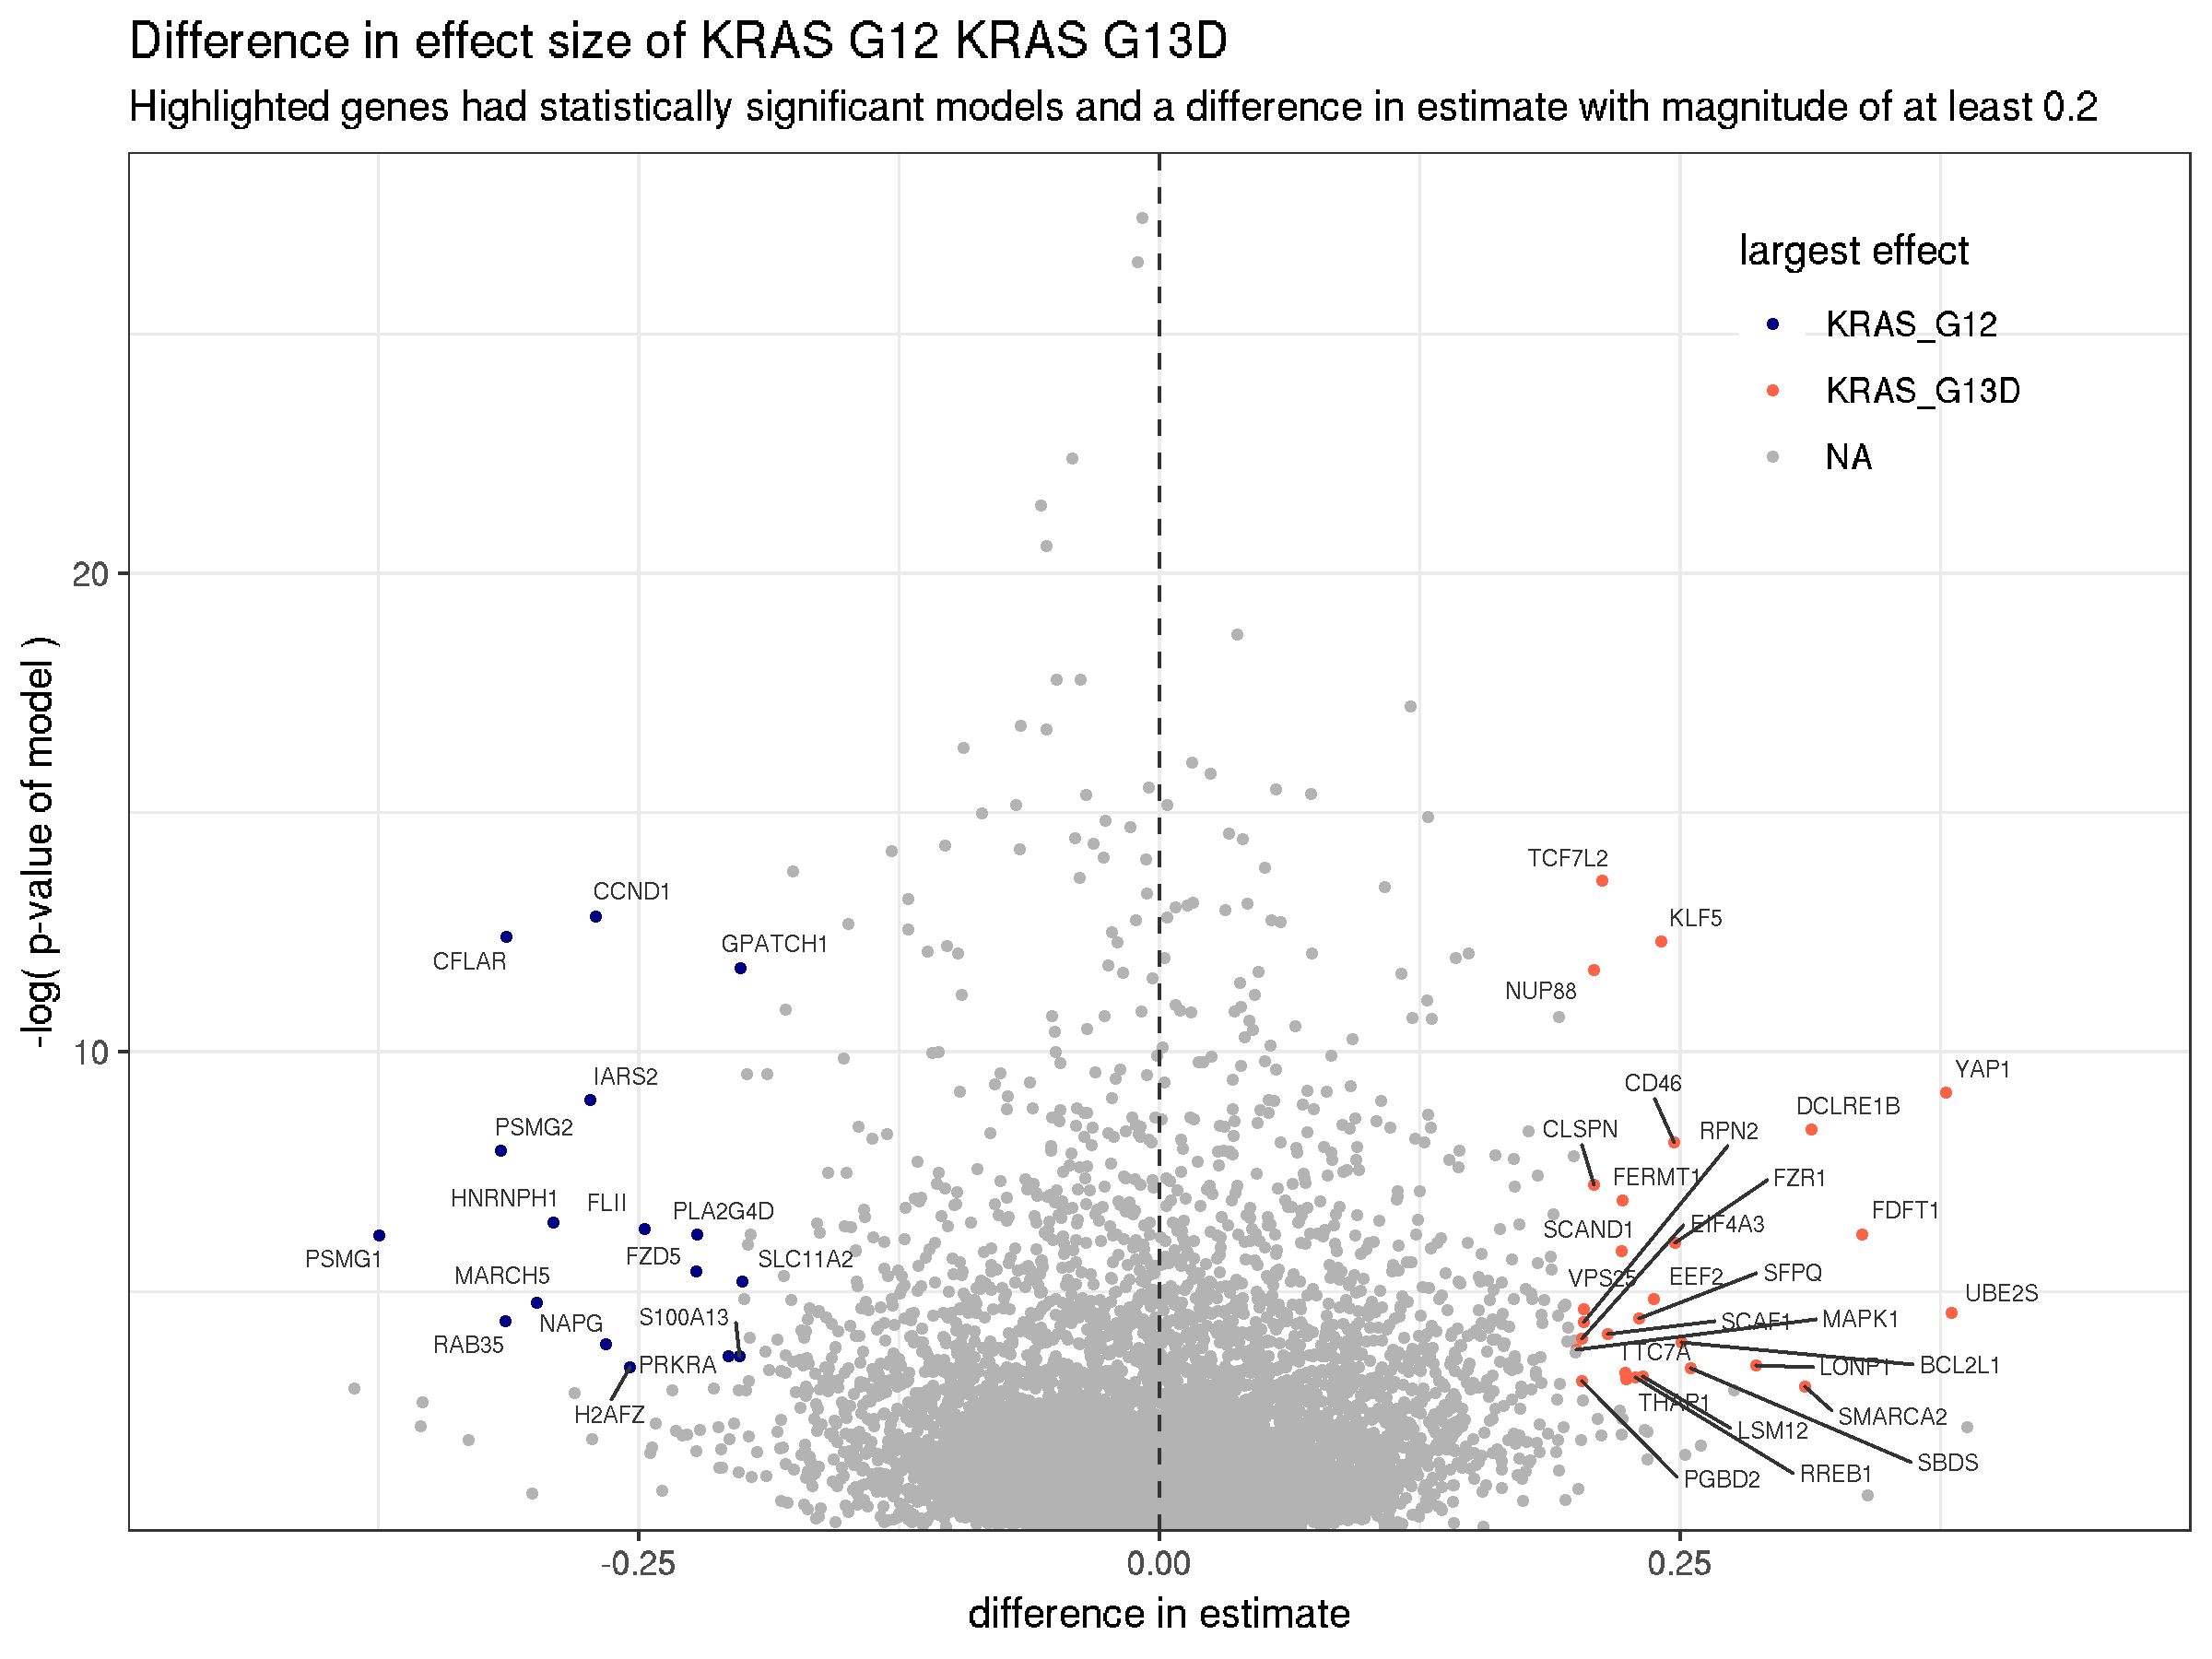 Difference in effect size of KRAS G12 KRAS G13D
Highlighted genes had statistically significant models and a difference in estimate with magnitude of at least 0.2
largest effect
KRAS_G12
KRAS_G13D
NA
-log( p-value of model )
20
10
TCF7L2
CCND1
KLF5
GPATCH1
CFLAR
NUP88
YAP1
IARS2
CD46
DCLRE1B
PSMG2
CLSPN
RPN2
FERMT1
FZR1
HNRNPH1
FLII
PLA2G4D
FDFT1
SCAND1
EIF4A3
PSMG1
FZD5
SLC11A2
MARCH5
VPS25
EEF2
SFPQ
UBE2S
NAPG
S100A13
SCAF1
MAPK1
RAB35
PRKRA
TTC7A
LONP1
BCL2L1
H2AFZ
THAP1
SMARCA2
LSM12
SBDS
PGBD2
RREB1
-0.25
0.00
0.25
difference in estimate